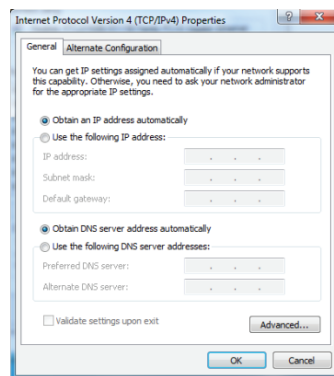 Internet Protocol Version 4 (TCP/IPv4) Properties
General Alternate Configuration
You can get IP settings assigned automatically if your network supports
this capability. Otherwise, you need to ask your network administrator
for the appropriate IP settings.
Obtain an IP address automatically
Use the following IP address:
IP address:
Subnet mask:
Default gateway:
Obtain DNS server address automatically
Use the following DNS server addresses:
Preferred DNS server:
Alternate DNS server:
Validate settings upon exit
Advanced...
OK Cancel